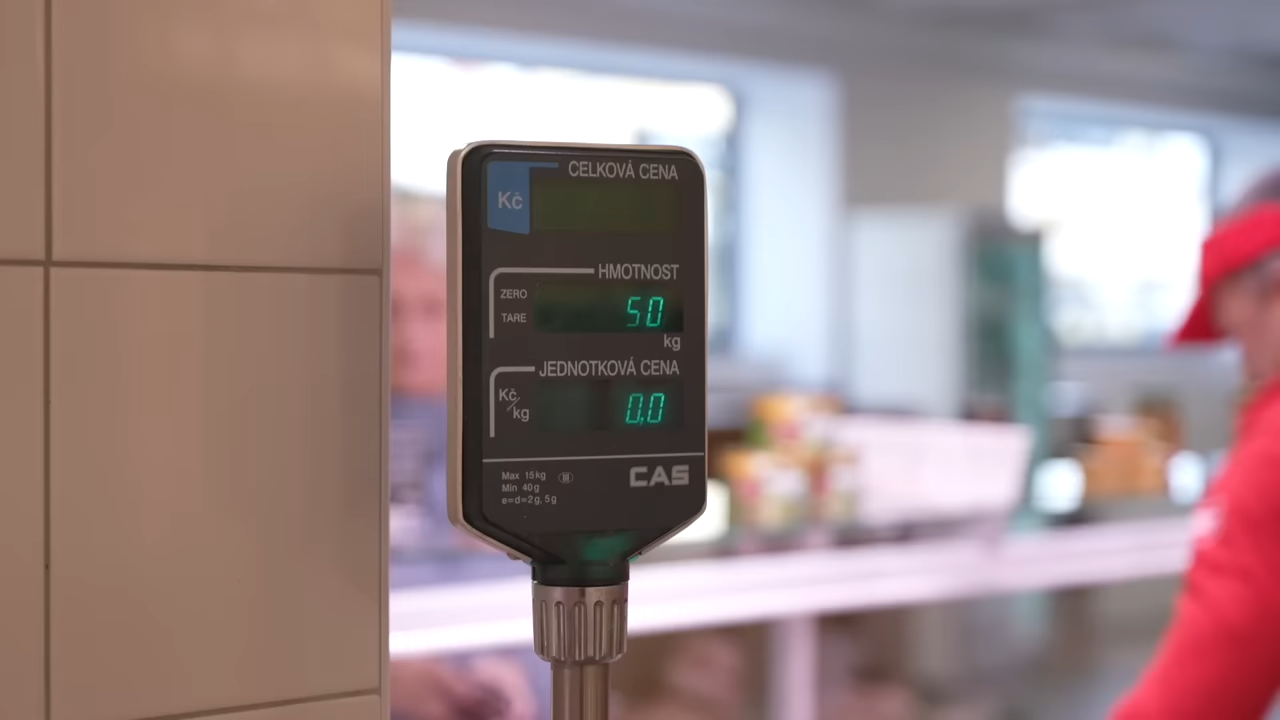 CELKOVÁ CENA
Kč
HMOTNOST
ZERO
TARE
50
kg
JEDNOTKOVÁ CENA
Kč/kg
0,0
Max 15kg
Min 40g
e=d=2g, 5g
CAS